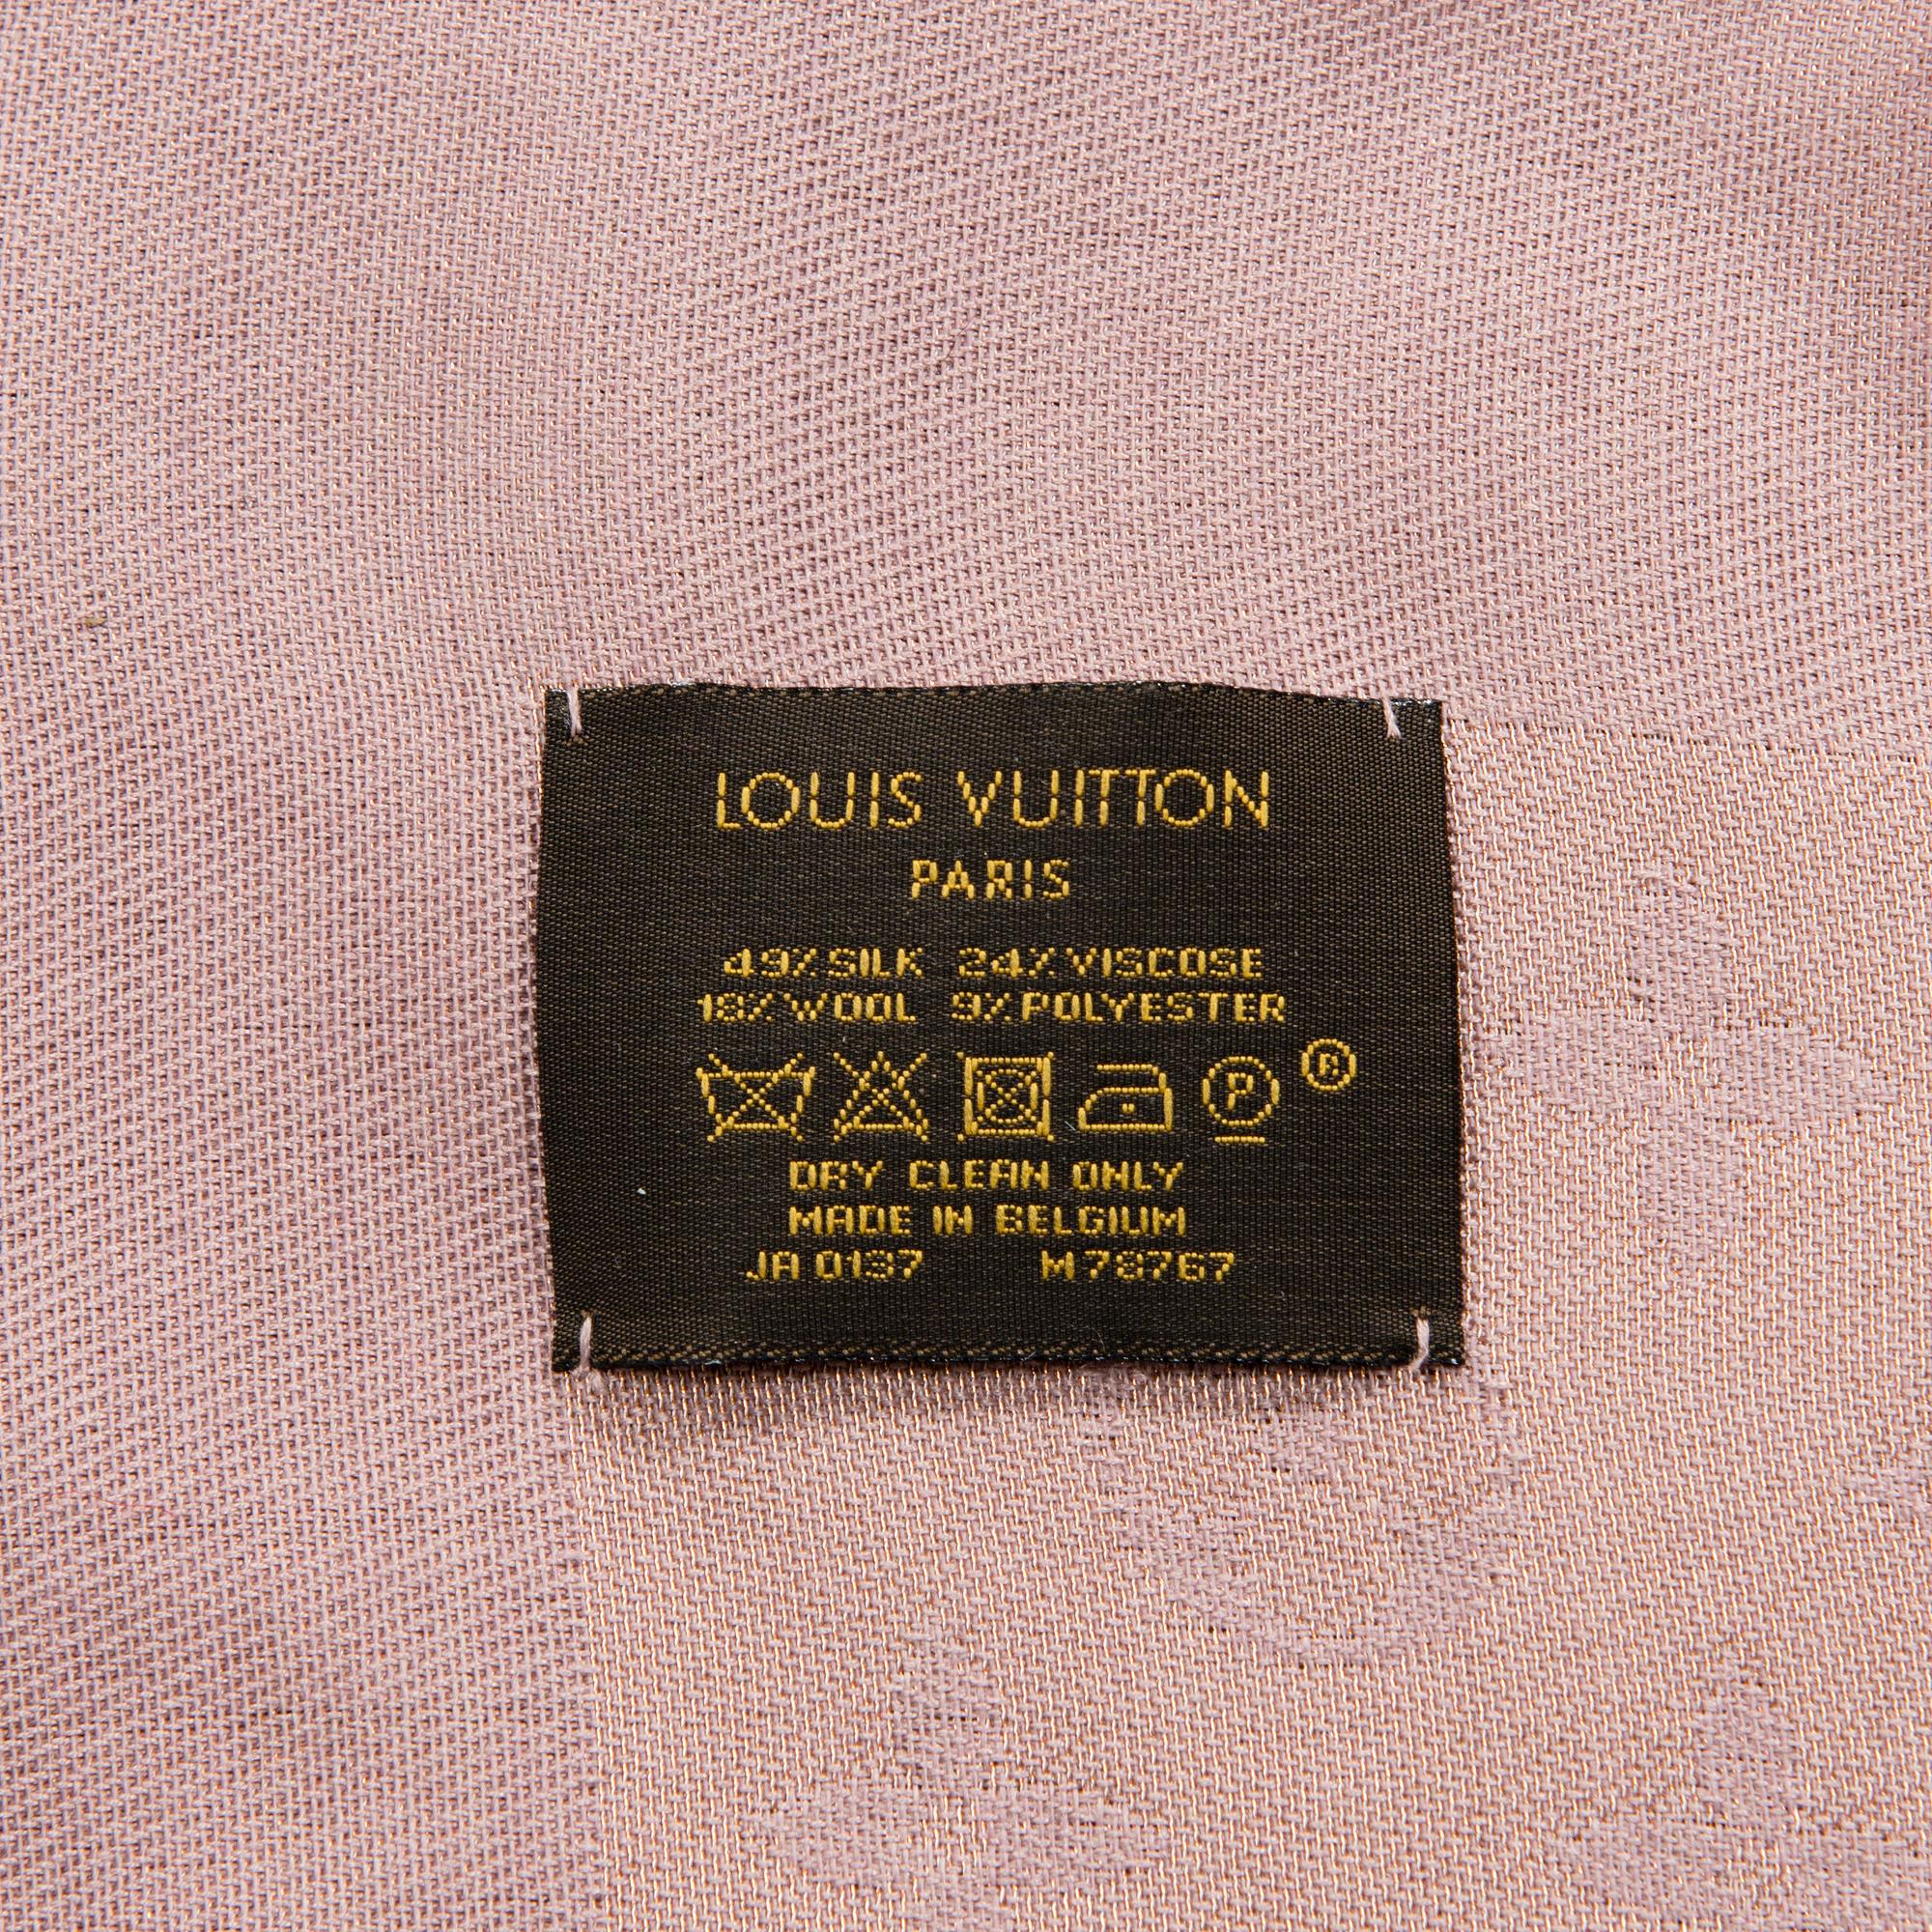 LOUIS VUITTON
PARIS
49% SILK 24% VISCOSE
18% WOOL 9% POLYESTER
P ®
DRY CLEAN ONLY
MADE IN BELGIUM
JA 0137 M78767